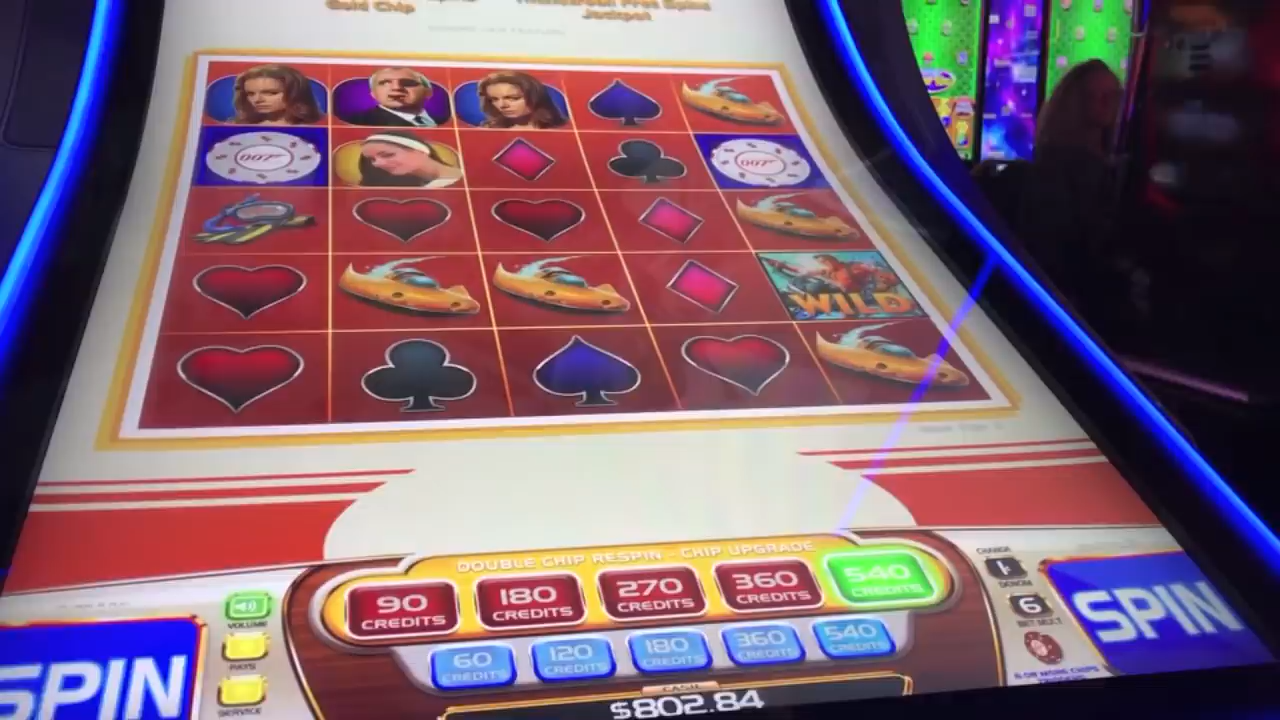 Gold Chip
Jackpot
007
007
WILD
DOUBLE CHIP RESPIN - CHIP UPGRADE
90 CREDITS
180 CREDITS
270 CREDITS
360 CREDITS
540 CREDITS
60 CREDITS
120 CREDITS
180 CREDITS
360 CREDITS
540 CREDITS
CASH
$802.84
SPIN
VOLUME
PAYS
SERVICE
CHANGE
DENOM
6
BET MULT
SPIN